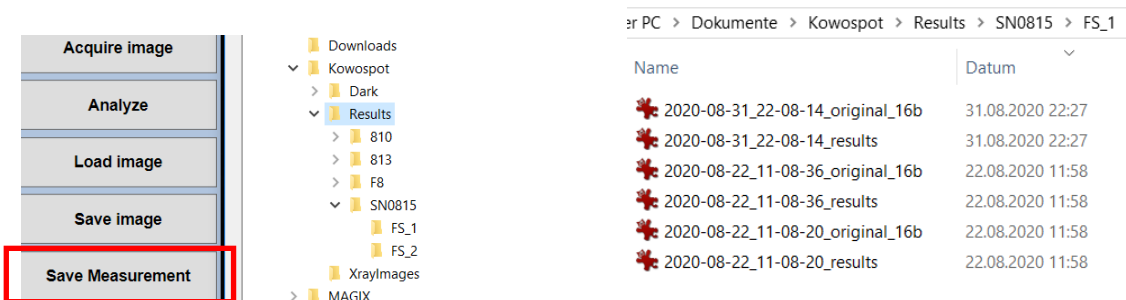 Acquire image
Analyze
Load image
Save image
Save Measurement
Downloads
Kowospot
Dark
Results
810
813
F8
SN0815
FS_1
FS_2
XrayImages
MAGIX
er PC > Dokumente > Kowospot > Results > SN0815 > FS_1
Name Datum
2020-08-31_22-08-14_original_16b 31.08.2020 22:27
2020-08-31_22-08-14_results 31.08.2020 22:27
2020-08-22_11-08-36_original_16b 22.08.2020 11:58
2020-08-22_11-08-36_results 22.08.2020 11:58
2020-08-22_11-08-20_original_16b 22.08.2020 11:58
2020-08-22_11-08-20_results 22.08.2020 11:58